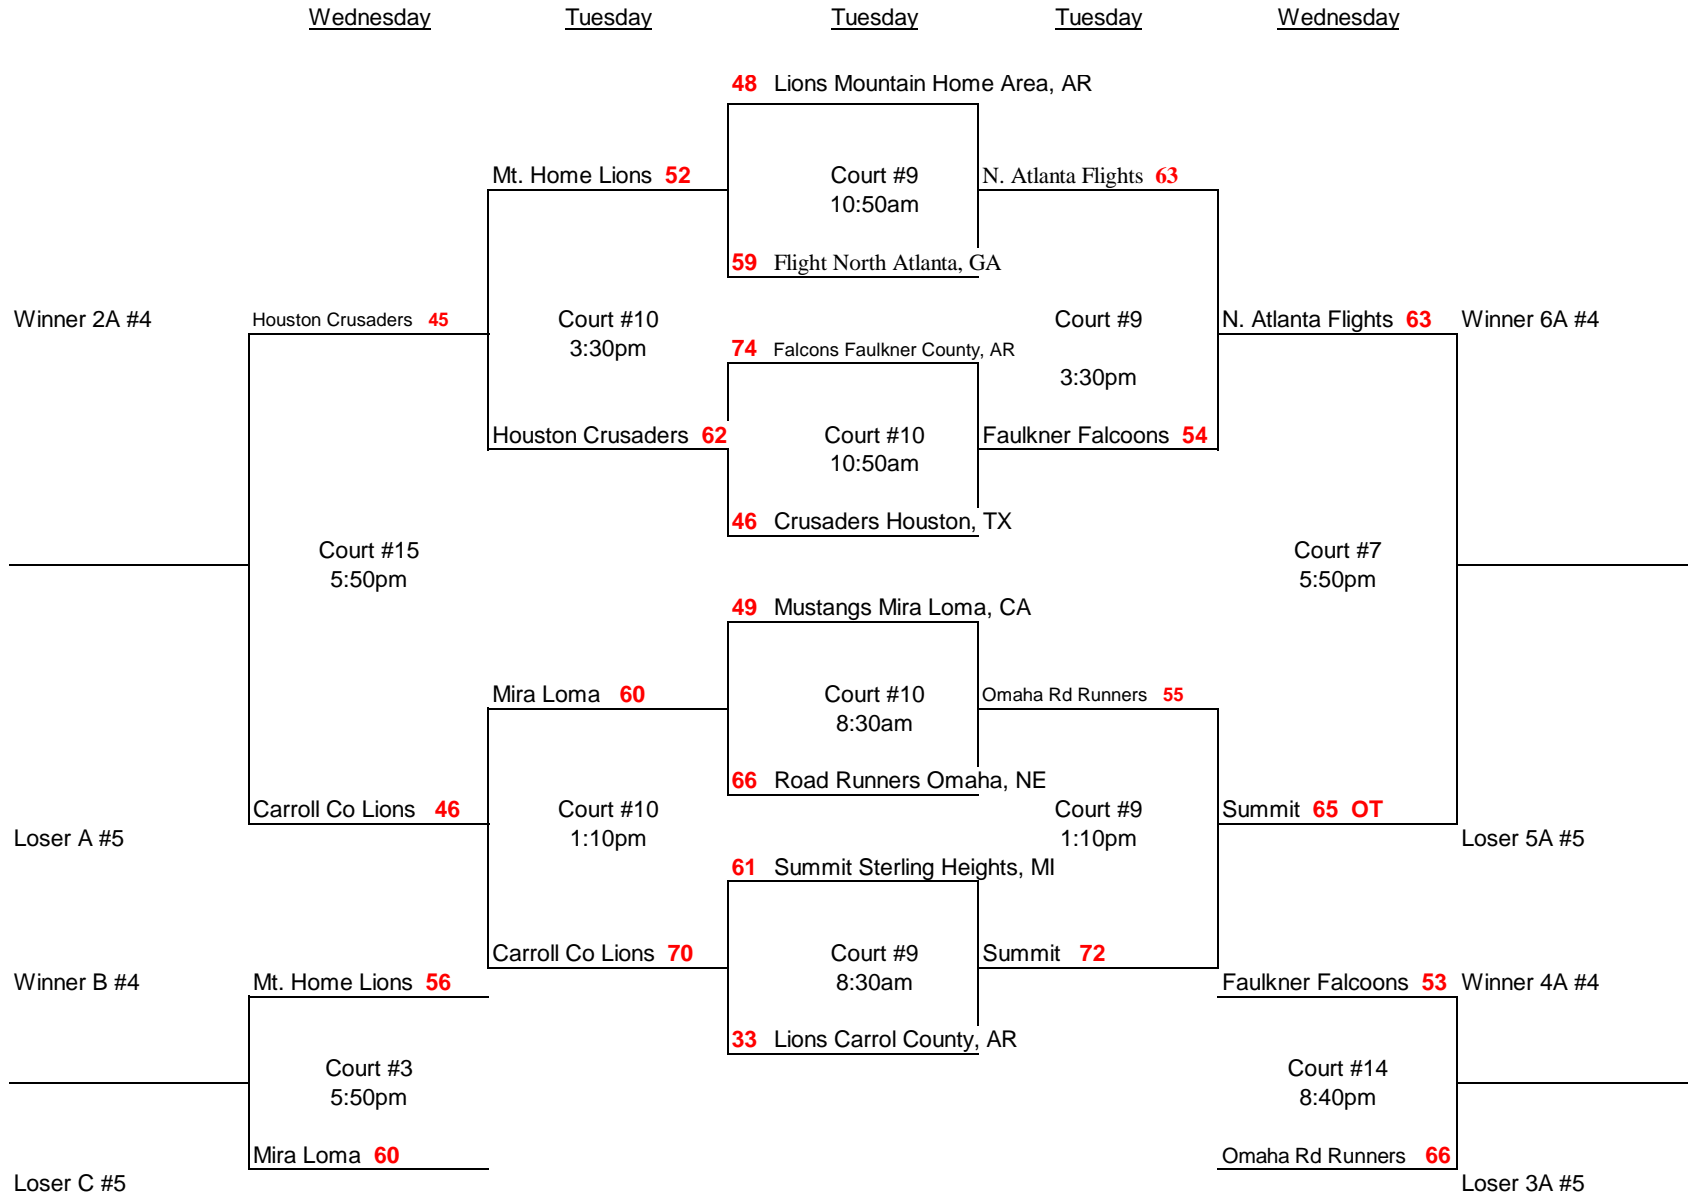 Wednesday Tuesday Tuesday Tuesday Wednesday
48 Lions Mountain Home Area, AR
Mt. Home Lions 52 Court #9 N. Atlanta Flights 63
10:50am
59 Flight North Atlanta, GA
Winner 2A #4 Houston Crusaders 45 Court #10 Court #9 N. Atlanta Flights 63 Winner 6A #4
3:30pm 74 Falcons Faulkner County, AR
3:30pm
Houston Crusaders 62 Court #10 Faulkner Falcoons 54
10:50am
46 Crusaders Houston, TX
Court #15 Court #7
5:50pm 5:50pm
49 Mustangs Mira Loma, CA
Mira Loma 60 Court #10 Omaha Rd Runners 55
8:30am
66 Road Runners Omaha, NE
Carroll Co Lions 46 Court #10 Court #9 Summit 65 OT
Loser A #5 1:10pm 1:10pm Loser 5A #5
61 Summit Sterling Heights, MI
Carroll Co Lions 70 Court #9 Summit 72
Winner B #4 Mt. Home Lions 56 8:30am Faulkner Falcoons 53 Winner 4A #4
33 Lions Carrol County, AR
Court #3 Court #14
5:50pm 8:40pm
Mira Loma 60 Omaha Rd Runners 66
Loser C #5 Loser 3A #5